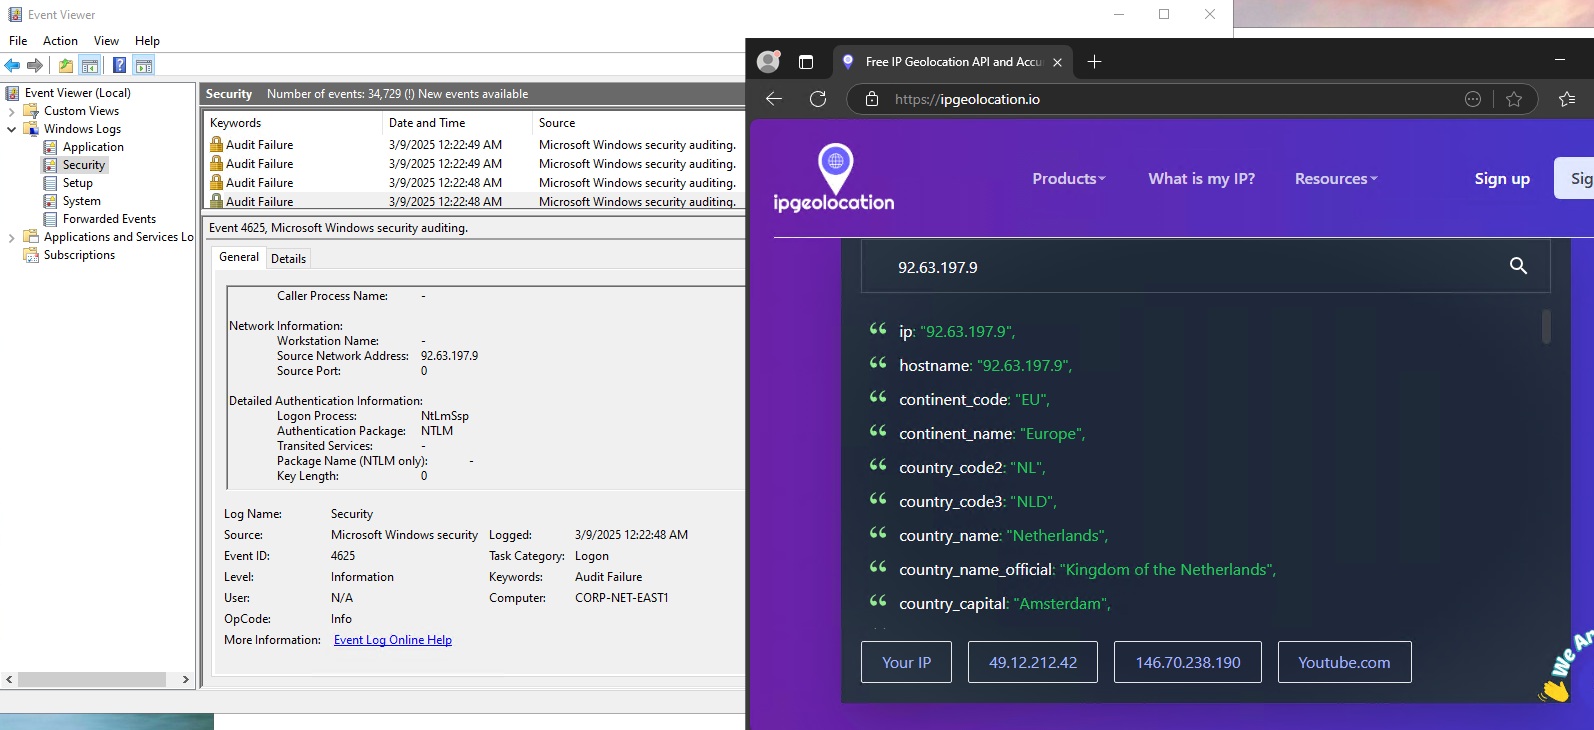 Event Viewer
File Action View Help
Event Viewer (Local)
Custom Views
Windows Logs
Application
Security
Setup
System
Forwarded Events
Applications and Services Lo
Subscriptions
Security Number of events: 34,729 (!) New events available
Keywords Date and Time Source
Audit Failure 3/9/2025 12:22:49 AM Microsoft Windows security auditing.
Audit Failure 3/9/2025 12:22:49 AM Microsoft Windows security auditing.
Audit Failure 3/9/2025 12:22:48 AM Microsoft Windows security auditing.
Audit Failure 3/9/2025 12:22:48 AM Microsoft Windows security auditing.
Event 4625, Microsoft Windows security auditing.
General Details
Caller Process Name: -
Network Information:
Workstation Name: -
Source Network Address: 92.63.197.9
Source Port: 0
Detailed Authentication Information:
Logon Process: NtLmSsp
Authentication Package: NTLM
Transited Services: -
Package Name (NTLM only): -
Key Length: 0
Log Name: Security
Source: Microsoft Windows security Logged: 3/9/2025 12:22:48 AM
Event ID: 4625 Task Category: Logon
Level: Information Keywords: Audit Failure
User: N/A Computer: CORP-NET-EAST1
OpCode: Info
More Information: Event Log Online Help
Free IP Geolocation API and Accu
https://ipgeolocation.io
ipgeolocation
Products What is my IP? Resources Sign up Sig
92.63.197.9
ip: "92.63.197.9",
hostname: "92.63.197.9",
continent_code: "EU",
continent_name: "Europe",
country_code2: "NL",
country_code3: "NLD",
country_name: "Netherlands",
country_name_official: "Kingdom of the Netherlands",
country_capital: "Amsterdam",
Your IP 49.12.212.42 146.70.238.190 Youtube.com
We Ar